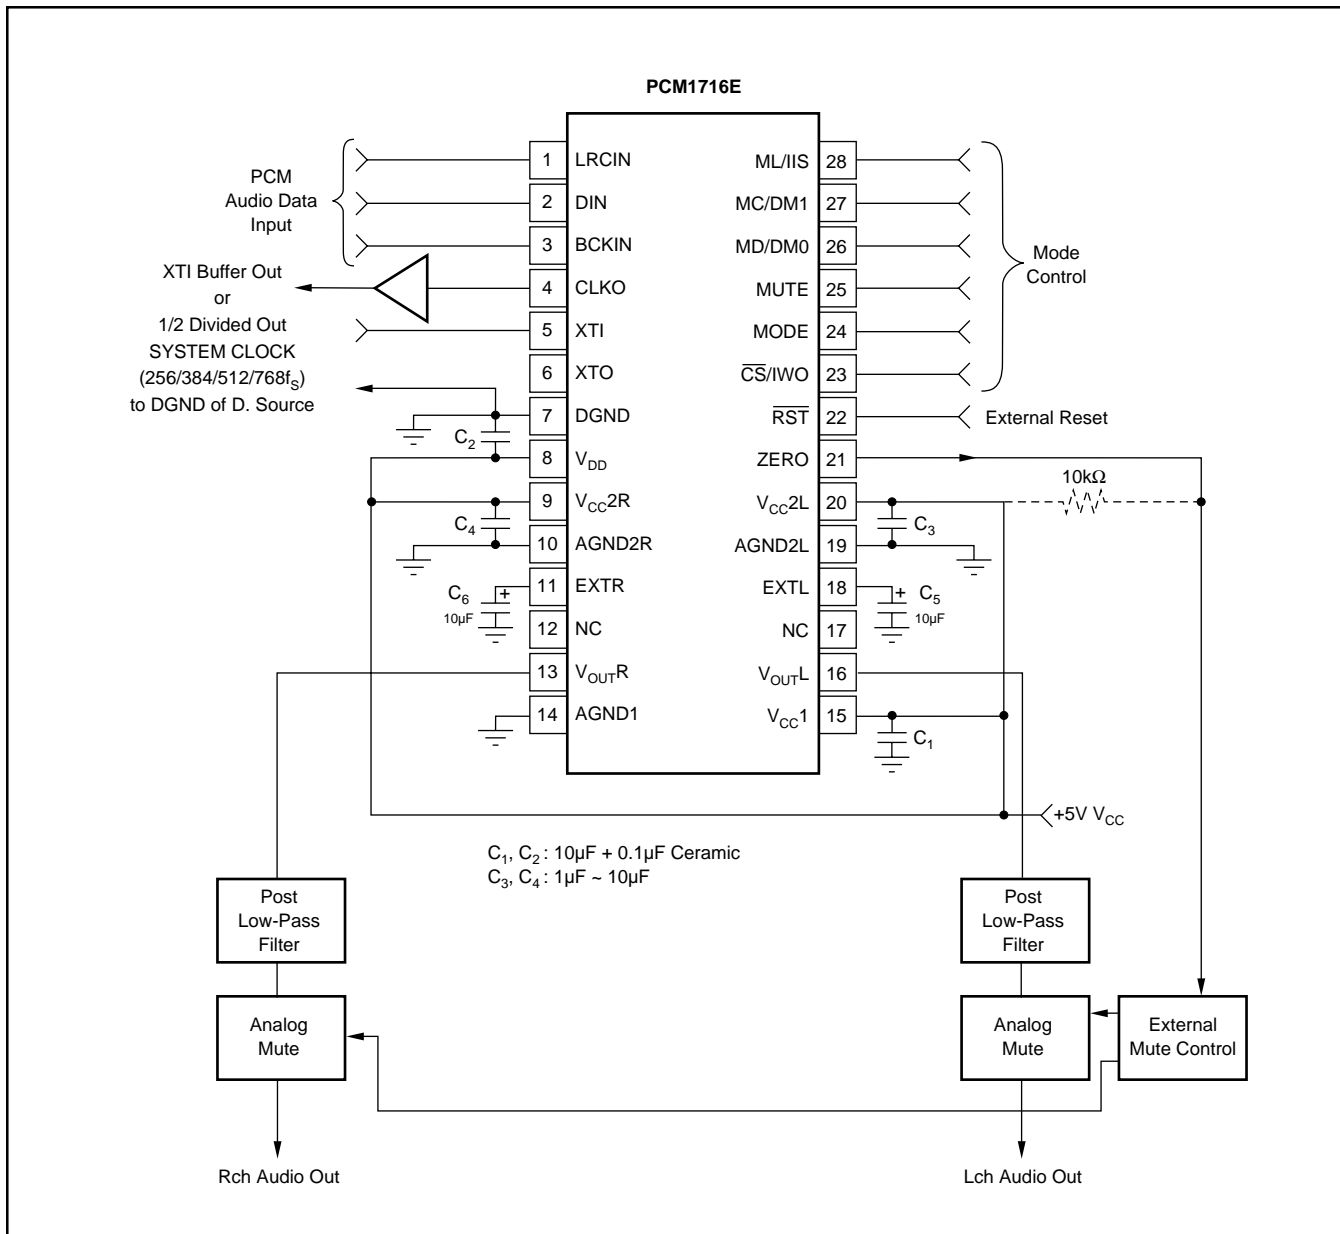 PCM1716E
PCM
Audio Data
Input
XTI Buffer Out
or
1/2 Divided Out
SYSTEM CLOCK
(256/384/512/768fS)
to DGND of D. Source
1 LRCIN
2 DIN
3 BCKIN
4 CLKO
5 XTI
6 XTO
7 DGND
C2
8 VDD
9 VCC2R
C4
10 AGND2R
11 EXTR
C6 +
10µF
12 NC
13 VOUTR
14 AGND1
ML/IIS 28
MC/DM1 27
MD/DM0 26
MUTE 25
MODE 24
C̅S̅/IWO 23
Mode
Control
R̅S̅T̅ 22 External Reset
ZERO 21
10kΩ
VCC2L 20
C3
AGND2L 19
EXTL 18
+ C5
10µF
NC 17
VOUTL 16
VCC1 15
C1
+5V VCC
C1, C2 : 10µF + 0.1µF Ceramic
C3, C4 : 1µF ~ 10µF
Post
Low-Pass
Filter
Analog
Mute
Rch Audio Out
Post
Low-Pass
Filter
Analog
Mute
External
Mute Control
Lch Audio Out